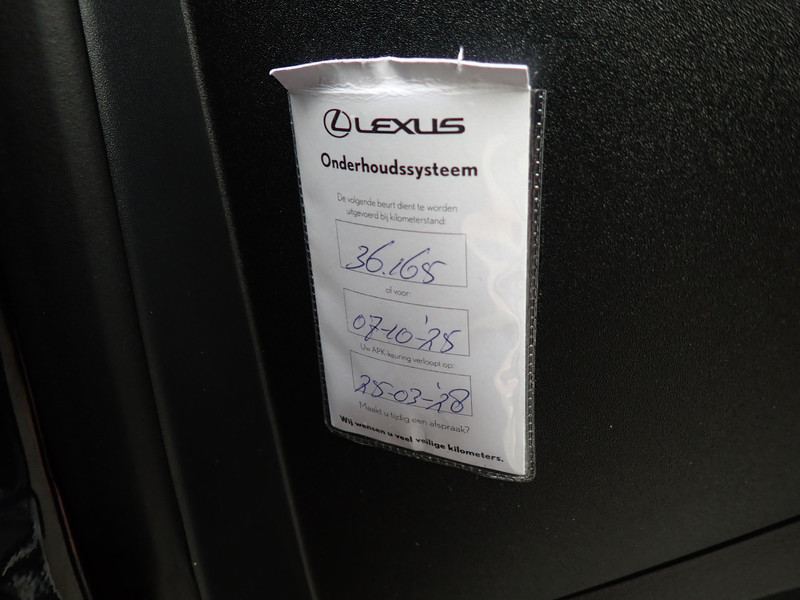 LEXUS
Onderhoudssysteem
De volgende beurt dient te worden
uitgevoerd bij kilometerstand:
36.165
of voor:
07-10-'25
Uw APK-keuring verloopt op:
25-03-'28
Maakt u tijdig een afspraak?
Wij wensen u veel veilige kilometers.